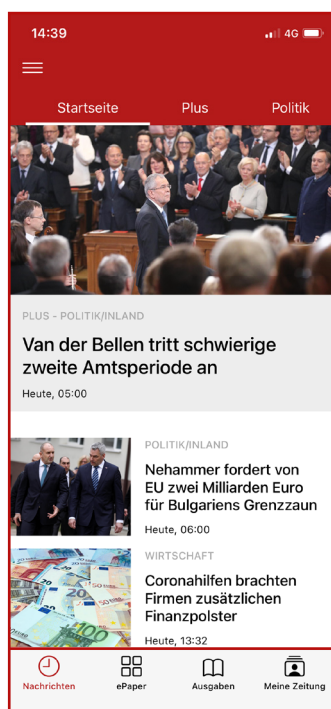 14:39
4G
Startseite
Plus
Politik
PLUS - POLITIK/INLAND
Van der Bellen tritt schwierige
zweite Amtsperiode an
Heute, 05:00
POLITIK/INLAND
Nehammer fordert von
EU zwei Milliarden Euro
für Bulgariens Grenzzaun
Heute, 06:00
WIRTSCHAFT
Coronahilfen brachten
Firmen zusätzlichen
Finanzpolster
Heute, 13:32
Nachrichten
ePaper
Ausgaben
Meine Zeitung